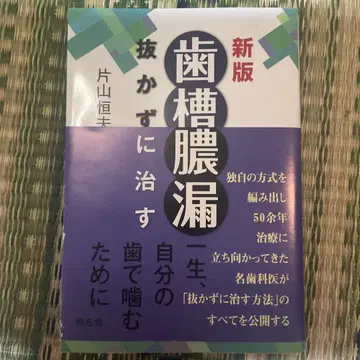 新版
歯槽膿漏
抜かずに治す
片山恒夫
独自の方式を
編み出し
50余年
治療に
立ち向かってきた
名歯科医が
「抜かずに治す方法」の
すべてを公開する
一生、
自分の
歯で噛む
ために